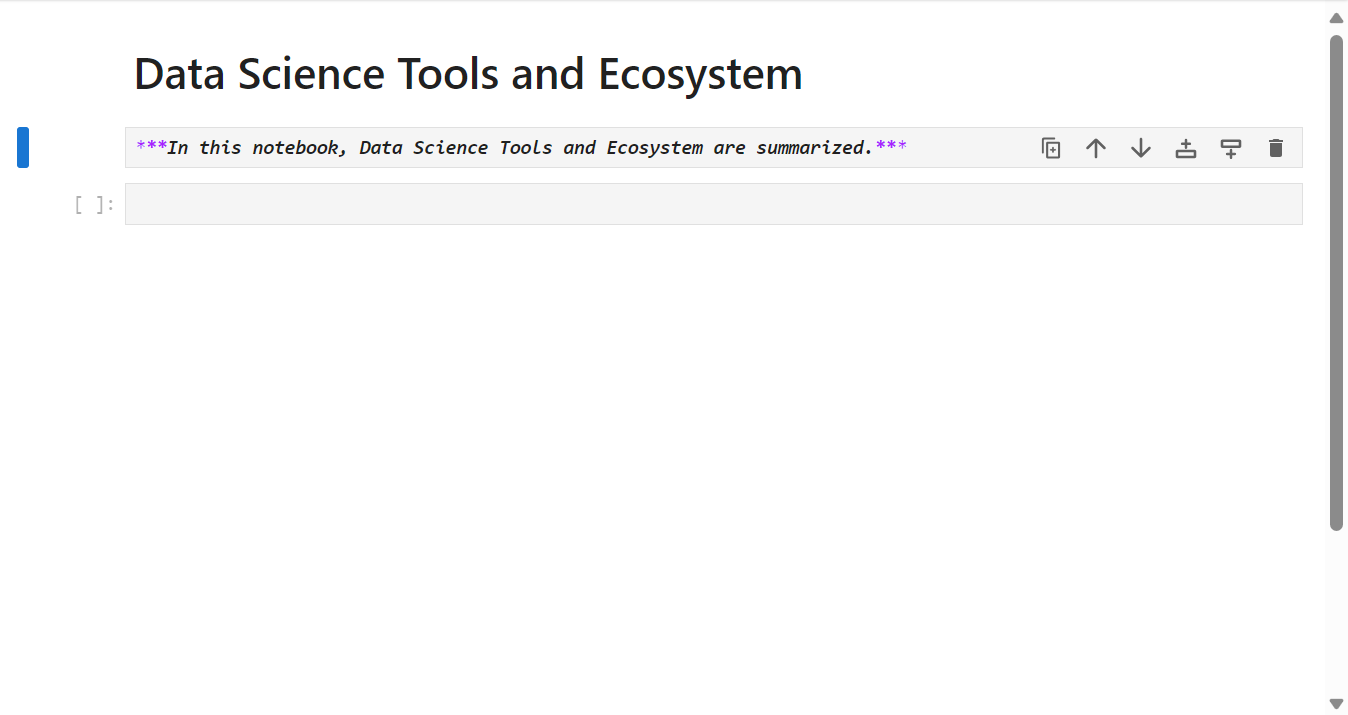 Data Science Tools and Ecosystem
***In this notebook, Data Science Tools and Ecosystem are summarized.***
[ ]: